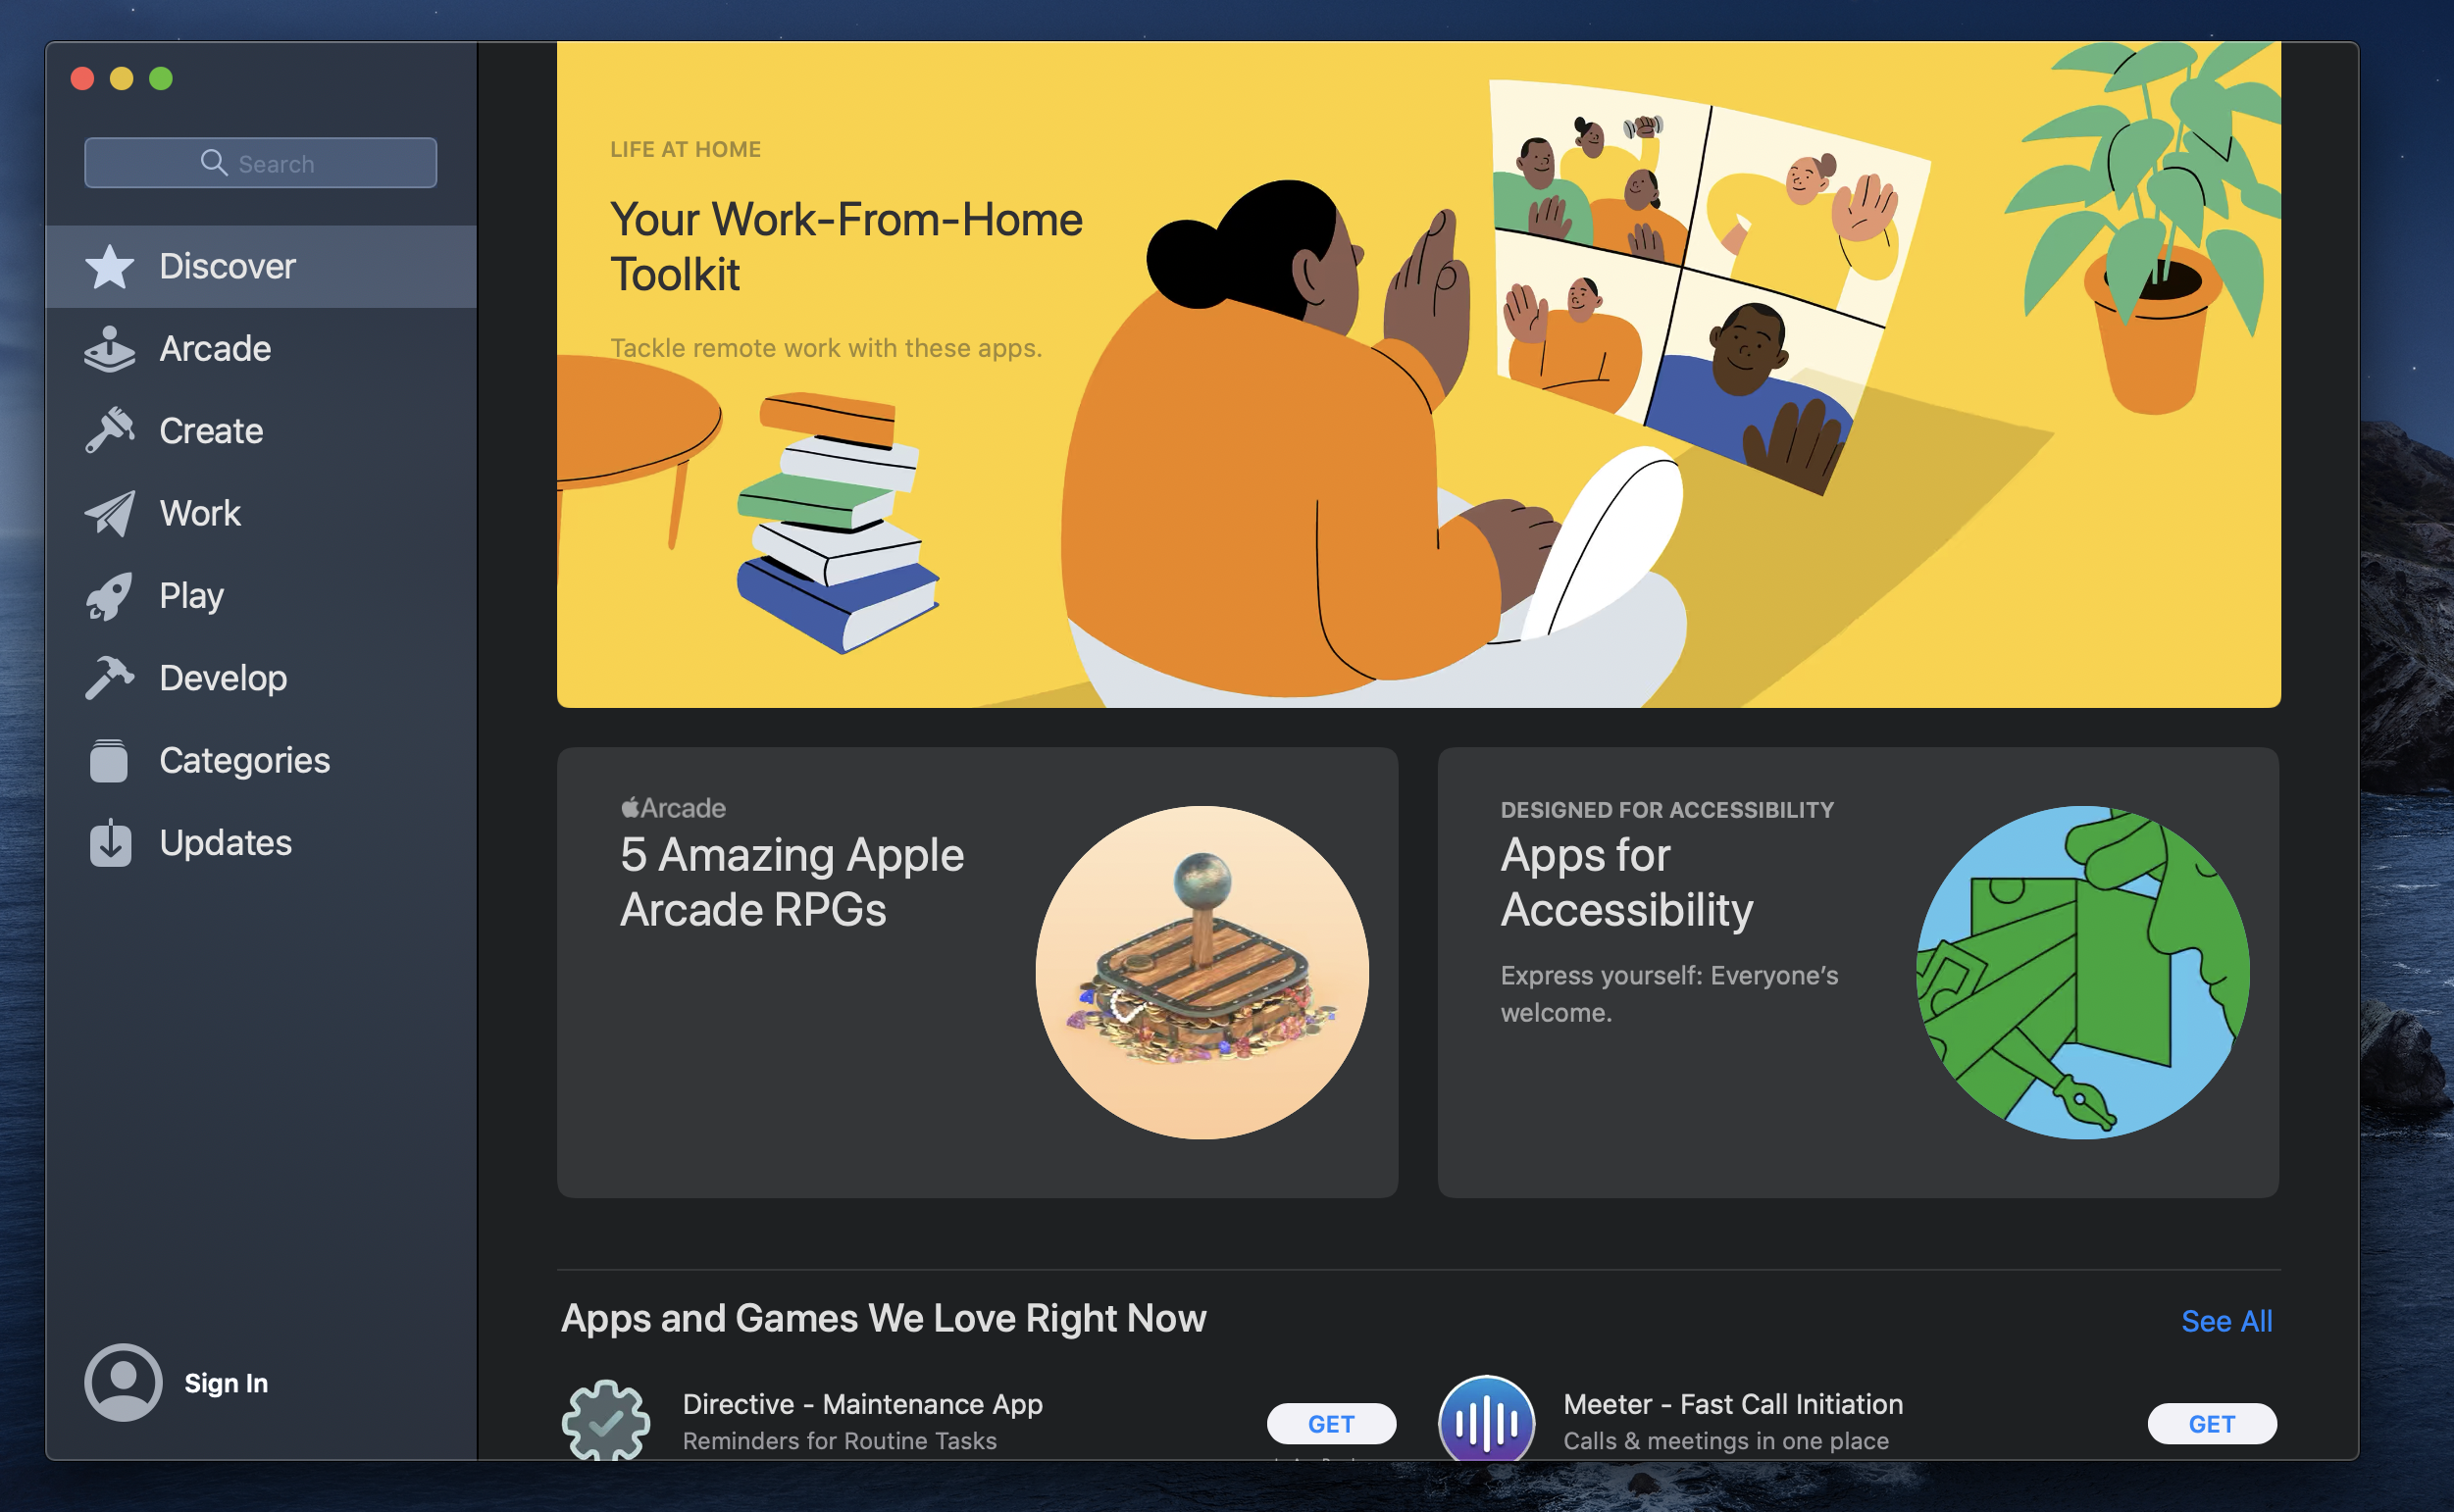 Search
Discover
Arcade
Create
Work
Play
Develop
Categories
Updates
Sign In
LIFE AT HOME
Your Work-From-Home
Toolkit
Tackle remote work with these apps.
Arcade
5 Amazing Apple
Arcade RPGs
DESIGNED FOR ACCESSIBILITY
Apps for
Accessibility
Express yourself: Everyone’s
welcome.
Apps and Games We Love Right Now
See All
Directive - Maintenance App
Reminders for Routine Tasks
GET
Meeter - Fast Call Initiation
Calls & meetings in one place
GET